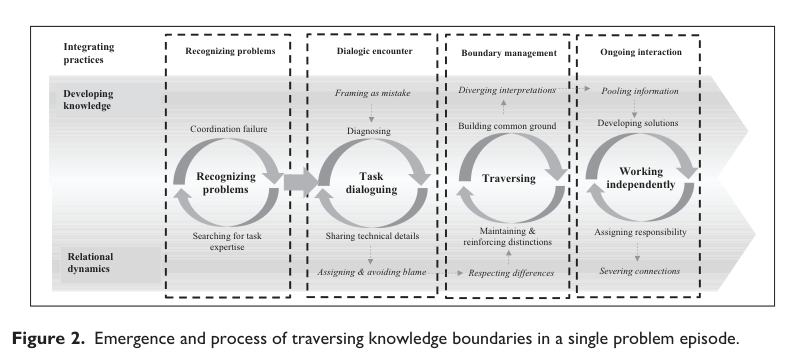 Integrating
practices
Recognizing problems
Dialogic encounter
Boundary management
Ongoing interaction
Developing
knowledge
Framing as mistake
Diverging interpretations
Pooling information
Coordination failure
Diagnosing
Building common ground
Developing solutions
Recognizing
problems
Task
dialoguing
Traversing
Working
independently
Searching for task
expertise
Sharing technical details
Maintaining &
reinforcing distinctions
Assigning responsibility
Relational
dynamics
Assigning & avoiding blame
Respecting differences
Severing connections
Figure 2. Emergence and process of traversing knowledge boundaries in a single problem episode.